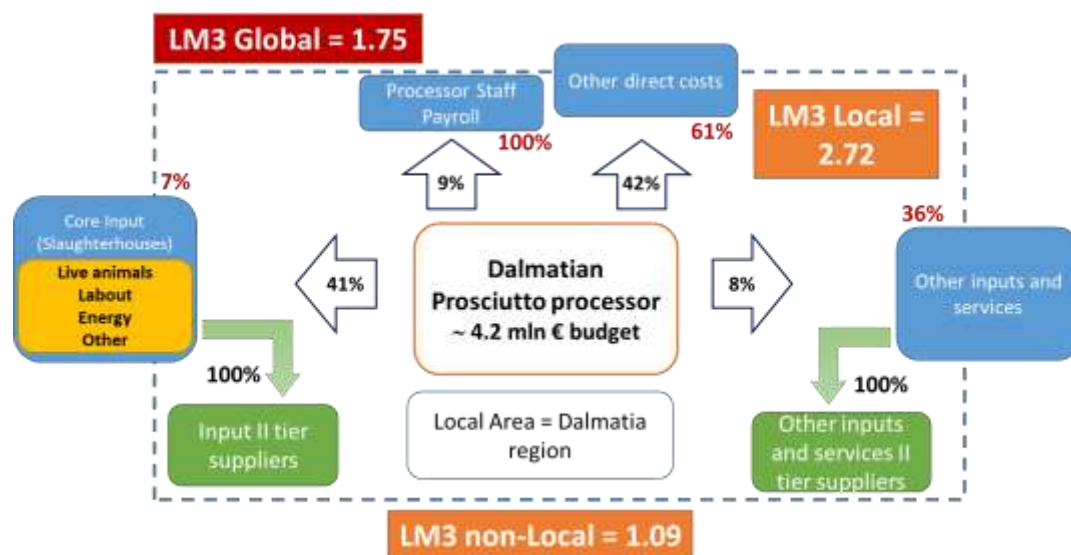 LM3 Global = 1.75
Processor Staff
Payroll
100%
Other direct costs
61%
LM3 Local =
2.72
9%
42%
7%
Core Input
(Slaughterhouses)
Live animals
Labout
Energy
Other
41%
Dalmatian
Prosciutto processor
~ 4.2 mln € budget
8%
36%
Other inputs and
services
100%
100%
Input II tier
suppliers
Local Area = Dalmatia
region
Other inputs
and services II
tier suppliers
LM3 non-Local = 1.09